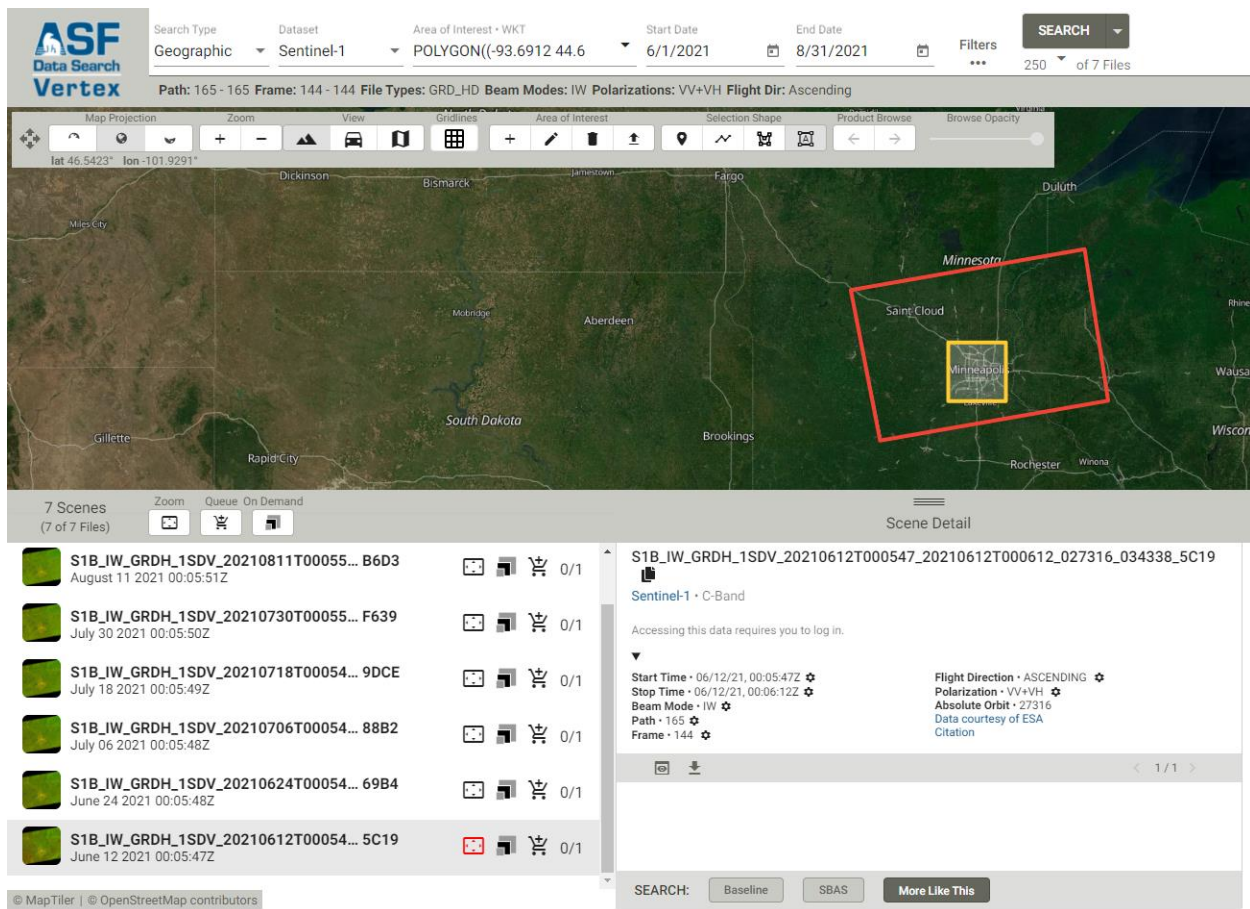 ASF
Data Search
Vertex
Search Type
Geographic
Dataset
Sentinel-1
Area of Interest • WKT
POLYGON((-93.6912 44.6
Start Date
6/1/2021
End Date
8/31/2021
Filters
•••
SEARCH
250 of 7 Files
Path: 165 - 165 Frame: 144 - 144 File Types: GRD_HD Beam Modes: IW Polarizations: VV+VH Flight Dir: Ascending
Map Projection Zoom View Gridlines Area of Interest Selection Shape Product Browse Browse Opacity
lat 46.5423° lon -101.9291°
Virginia
Dickinson
Bismarck
Jamestown
Fargo
Duluth
Miles City
Minnesota
Mobridge
Aberdeen
Saint Cloud
Rhine
Minneapolis
Wausa
Gillette
South Dakota
Brookings
Wiscon
Rapid City
Rochester
Winona
7 Scenes
(7 of 7 Files)
Zoom Queue On Demand
Scene Detail
S1B_IW_GRDH_1SDV_20210811T00055... B6D3
August 11 2021 00:05:51Z
0/1
S1B_IW_GRDH_1SDV_20210730T00055... F639
July 30 2021 00:05:50Z
0/1
S1B_IW_GRDH_1SDV_20210718T00054... 9DCE
July 18 2021 00:05:49Z
0/1
S1B_IW_GRDH_1SDV_20210706T00054... 88B2
July 06 2021 00:05:48Z
0/1
S1B_IW_GRDH_1SDV_20210624T00054... 69B4
June 24 2021 00:05:48Z
0/1
S1B_IW_GRDH_1SDV_20210612T00054... 5C19
June 12 2021 00:05:47Z
0/1
© MapTiler | © OpenStreetMap contributors
S1B_IW_GRDH_1SDV_20210612T000547_20210612T000612_027316_034338_5C19
Sentinel-1 • C-Band
Accessing this data requires you to log in.
Start Time • 06/12/21, 00:05:47Z
Stop Time • 06/12/21, 00:06:12Z
Beam Mode • IW
Path • 165
Frame • 144
Flight Direction • ASCENDING
Polarization • VV+VH
Absolute Orbit • 27316
Data courtesy of ESA
Citation
< 1/1 >
SEARCH: Baseline SBAS More Like This